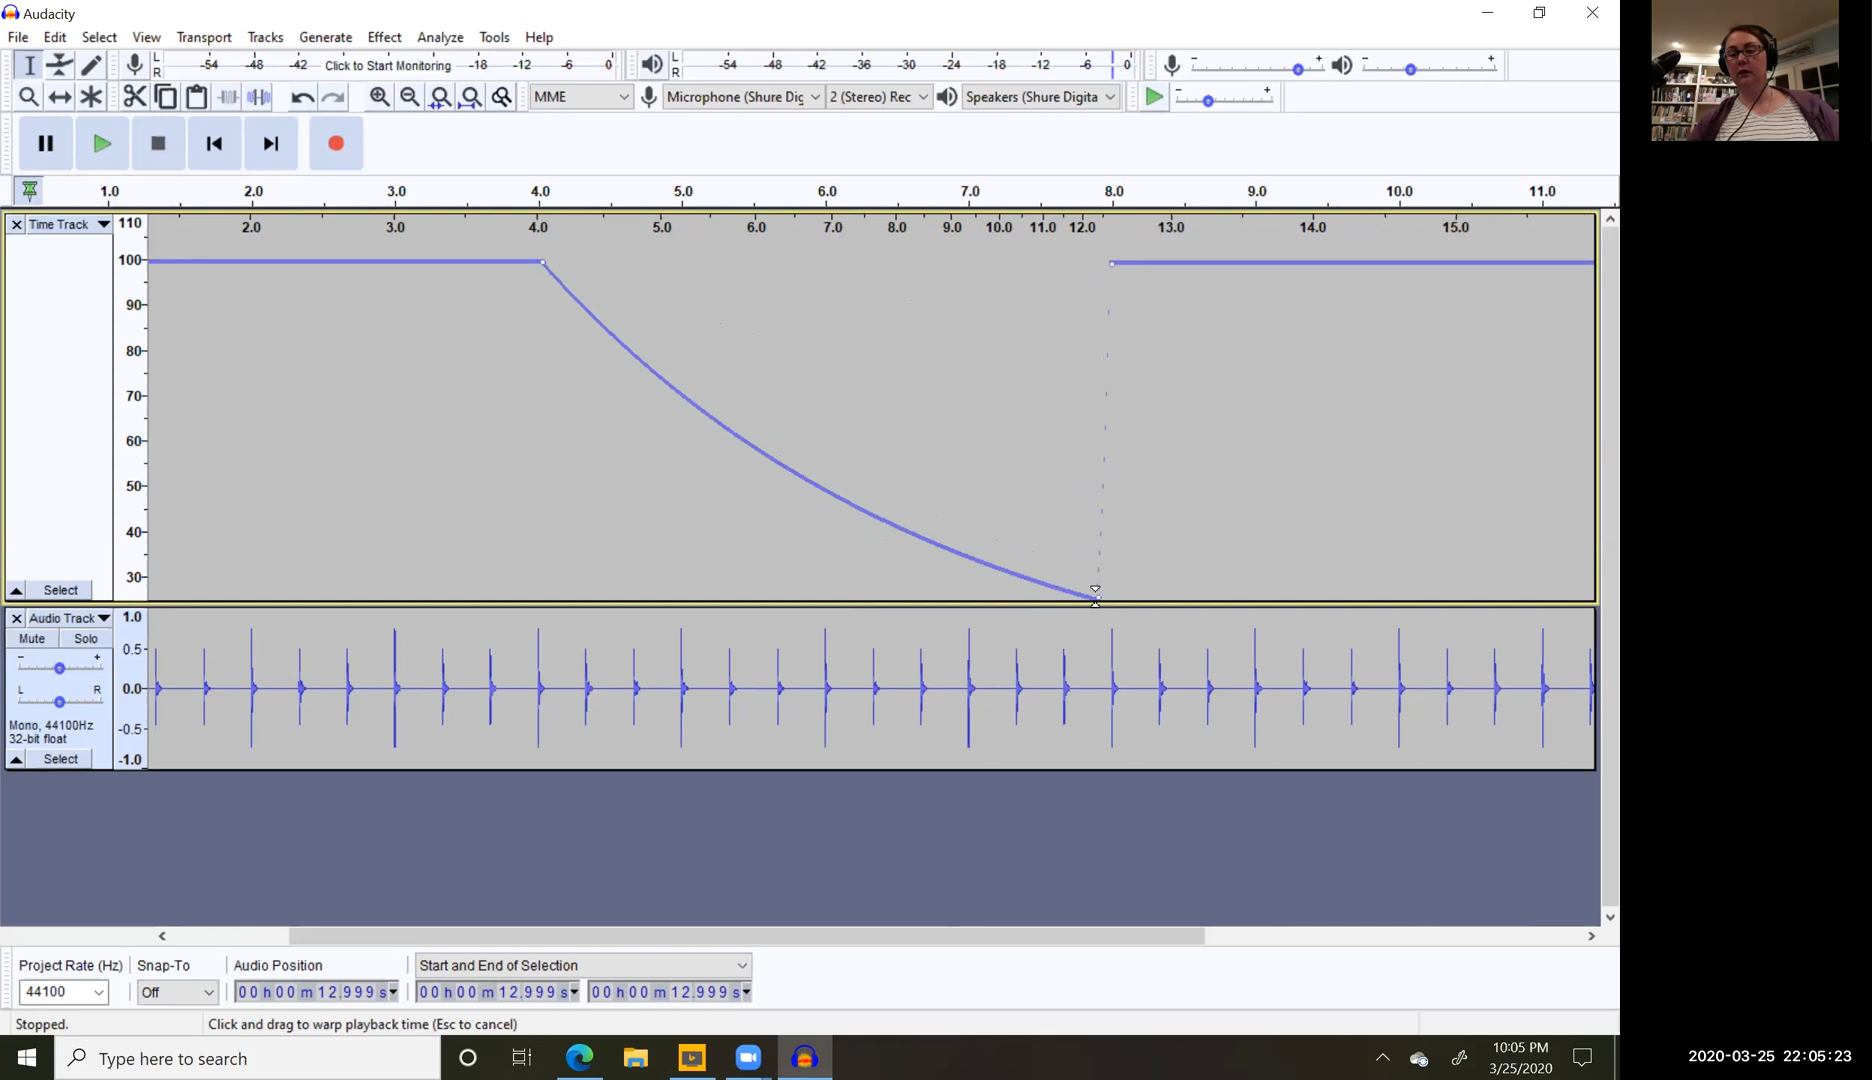 Audacity
File Edit Select View Transport Tracks Generate Effect Analyze Tools Help
L R -54 -48 -42 Click to Start Monitoring -18 -12 -6 0 L R -54 -48 -42 -36 -30 -24 -18 -12 -6 0 - + - +
MME Microphone (Shure Dig 2 (Stereo) Rec Speakers (Shure Digita - +
1.0 2.0 3.0 4.0 5.0 6.0 7.0 8.0 9.0 10.0 11.0
Time Track 110 2.0 3.0 4.0 5.0 6.0 7.0 8.0 9.0 10.0 11.0 12.0 13.0 14.0 15.0
100
90
80
70
60
50
40
30
Select
Audio Track 1.0
Mute Solo 0.5
- +
L R 0.0
Mono, 44100Hz -0.5
32-bit float
Select -1.0
Project Rate (Hz) Snap-To Audio Position Start and End of Selection
44100 Off 00 h 00 m 12.999 s 00 h 00 m 12.999 s 00 h 00 m 12.999 s
Stopped. Click and drag to warp playback time (Esc to cancel)
Type here to search 10:05 PM
3/25/2020
2020-03-25 22:05:23